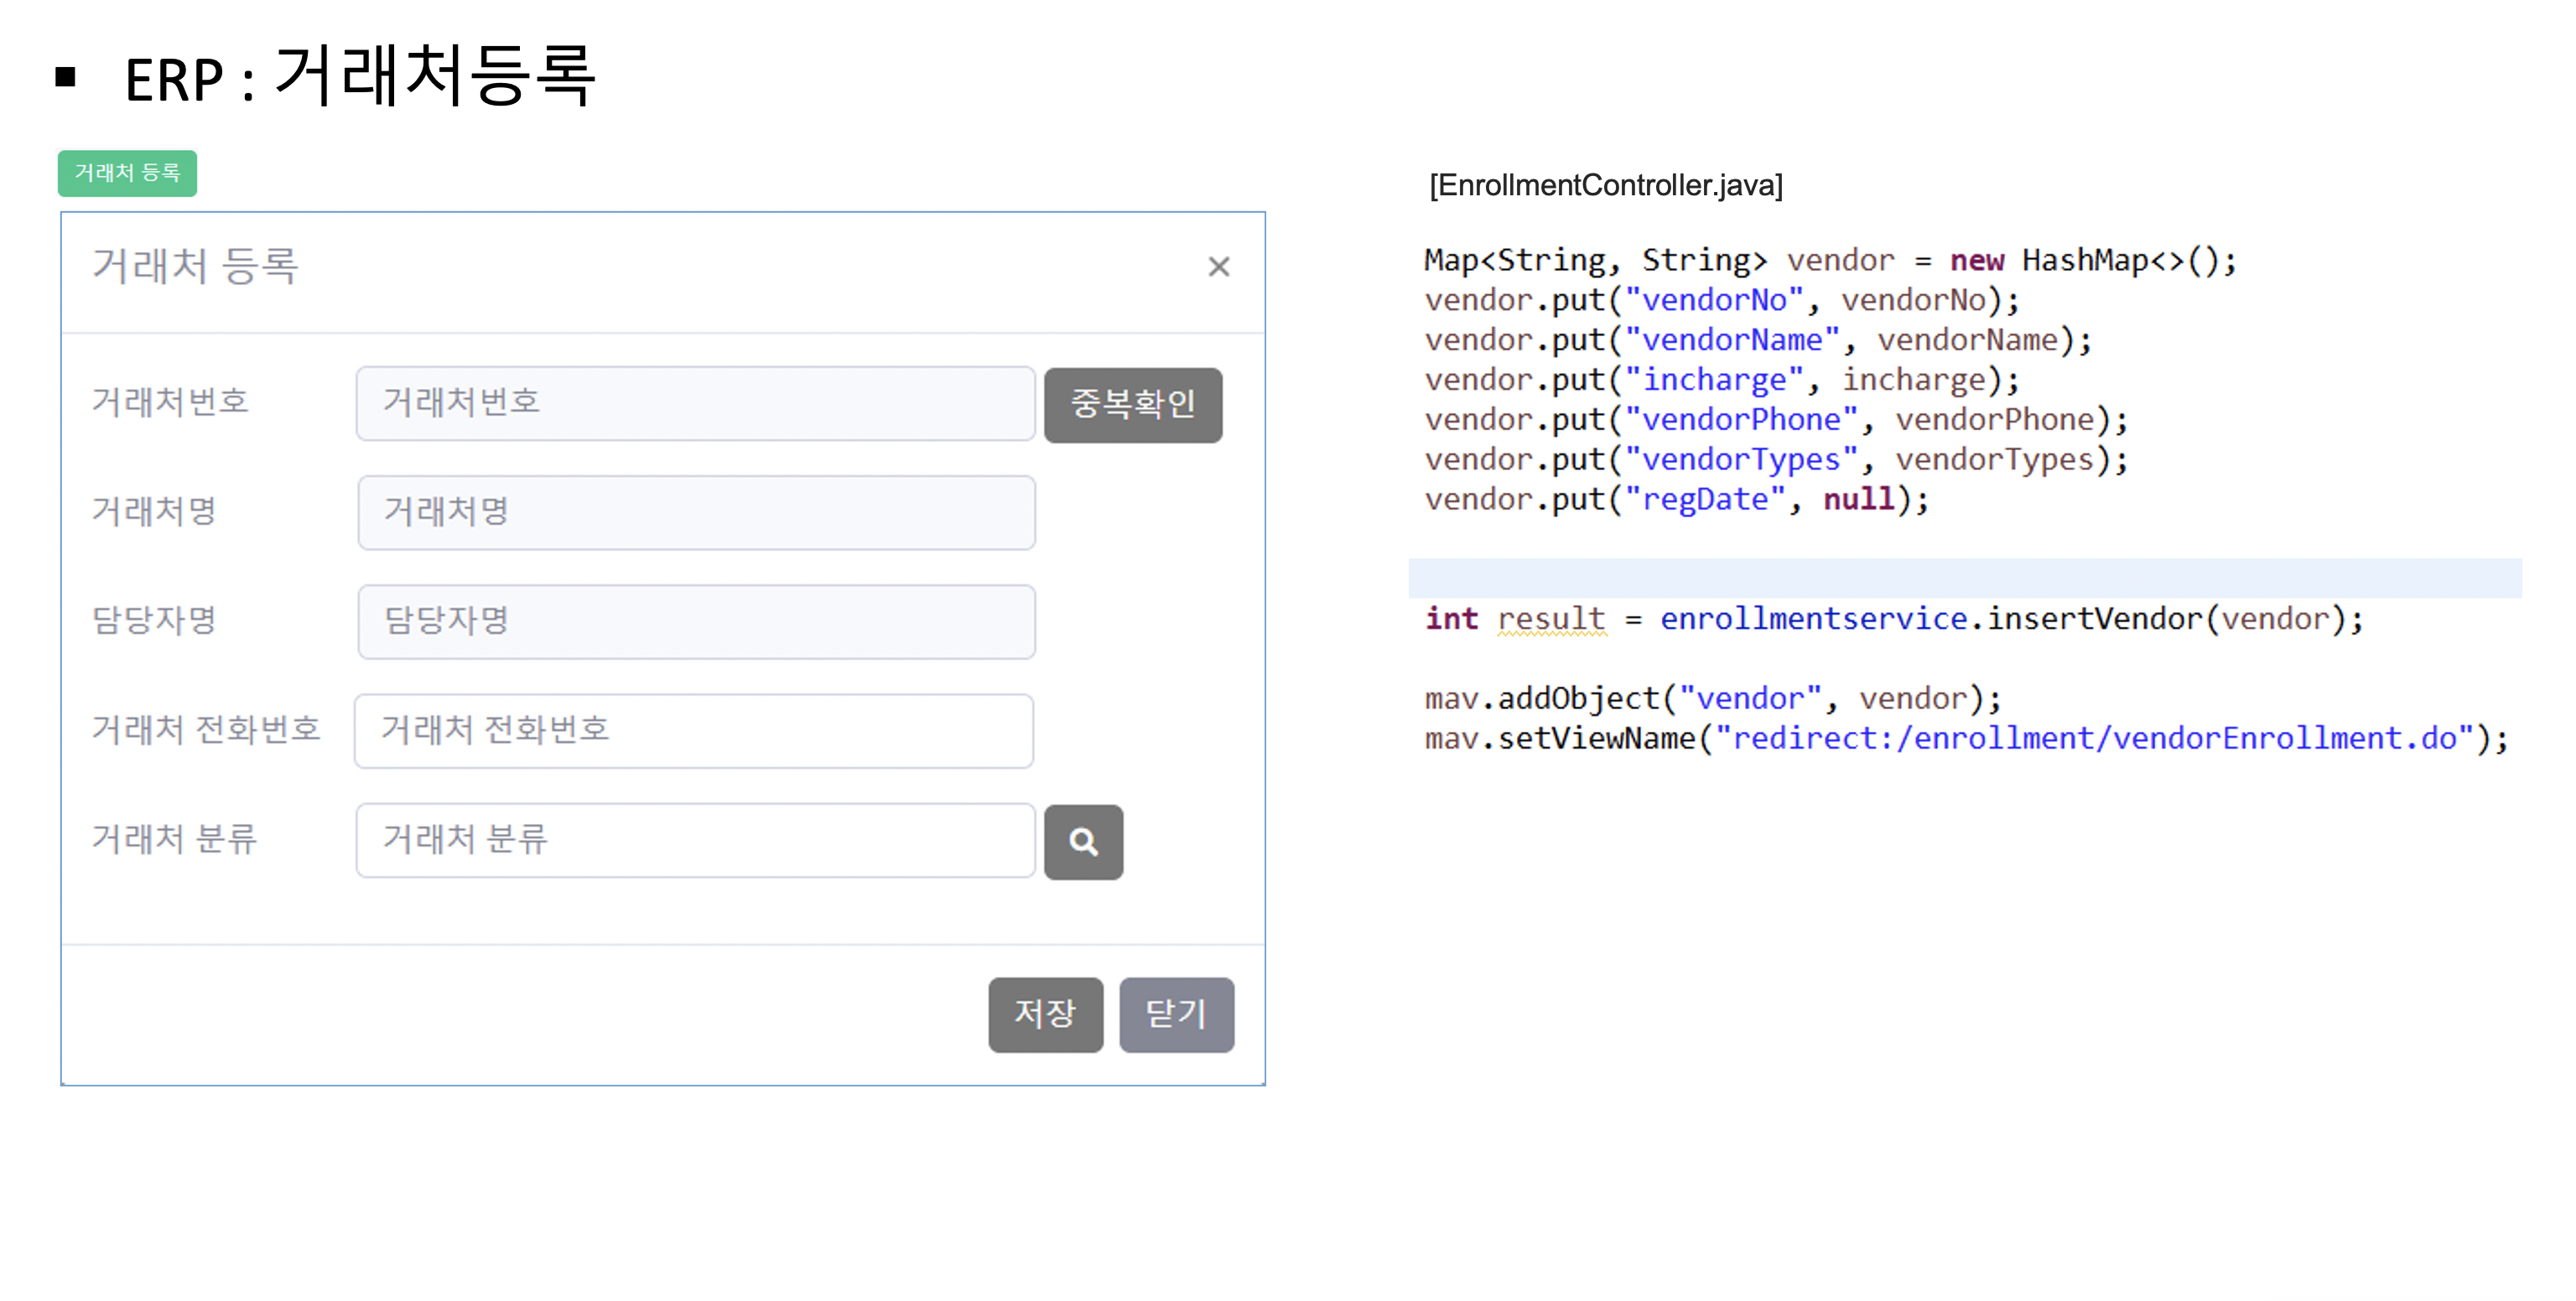 ▪ ERP : 거래처등록
거래처 등록
거래처 등록 ×
거래처번호 거래처번호 중복확인
거래처명 거래처명
담당자명 담당자명
거래처 전화번호 거래처 전화번호
거래처 분류 거래처 분류
저장 닫기
[EnrollmentController.java]
Map<String, String> vendor = new HashMap<>();
vendor.put("vendorNo", vendorNo);
vendor.put("vendorName", vendorName);
vendor.put("incharge", incharge);
vendor.put("vendorPhone", vendorPhone);
vendor.put("vendorTypes", vendorTypes);
vendor.put("regDate", null);
int result = enrollmentservice.insertVendor(vendor);
mav.addObject("vendor", vendor);
mav.setViewName("redirect:/enrollment/vendorEnrollment.do");